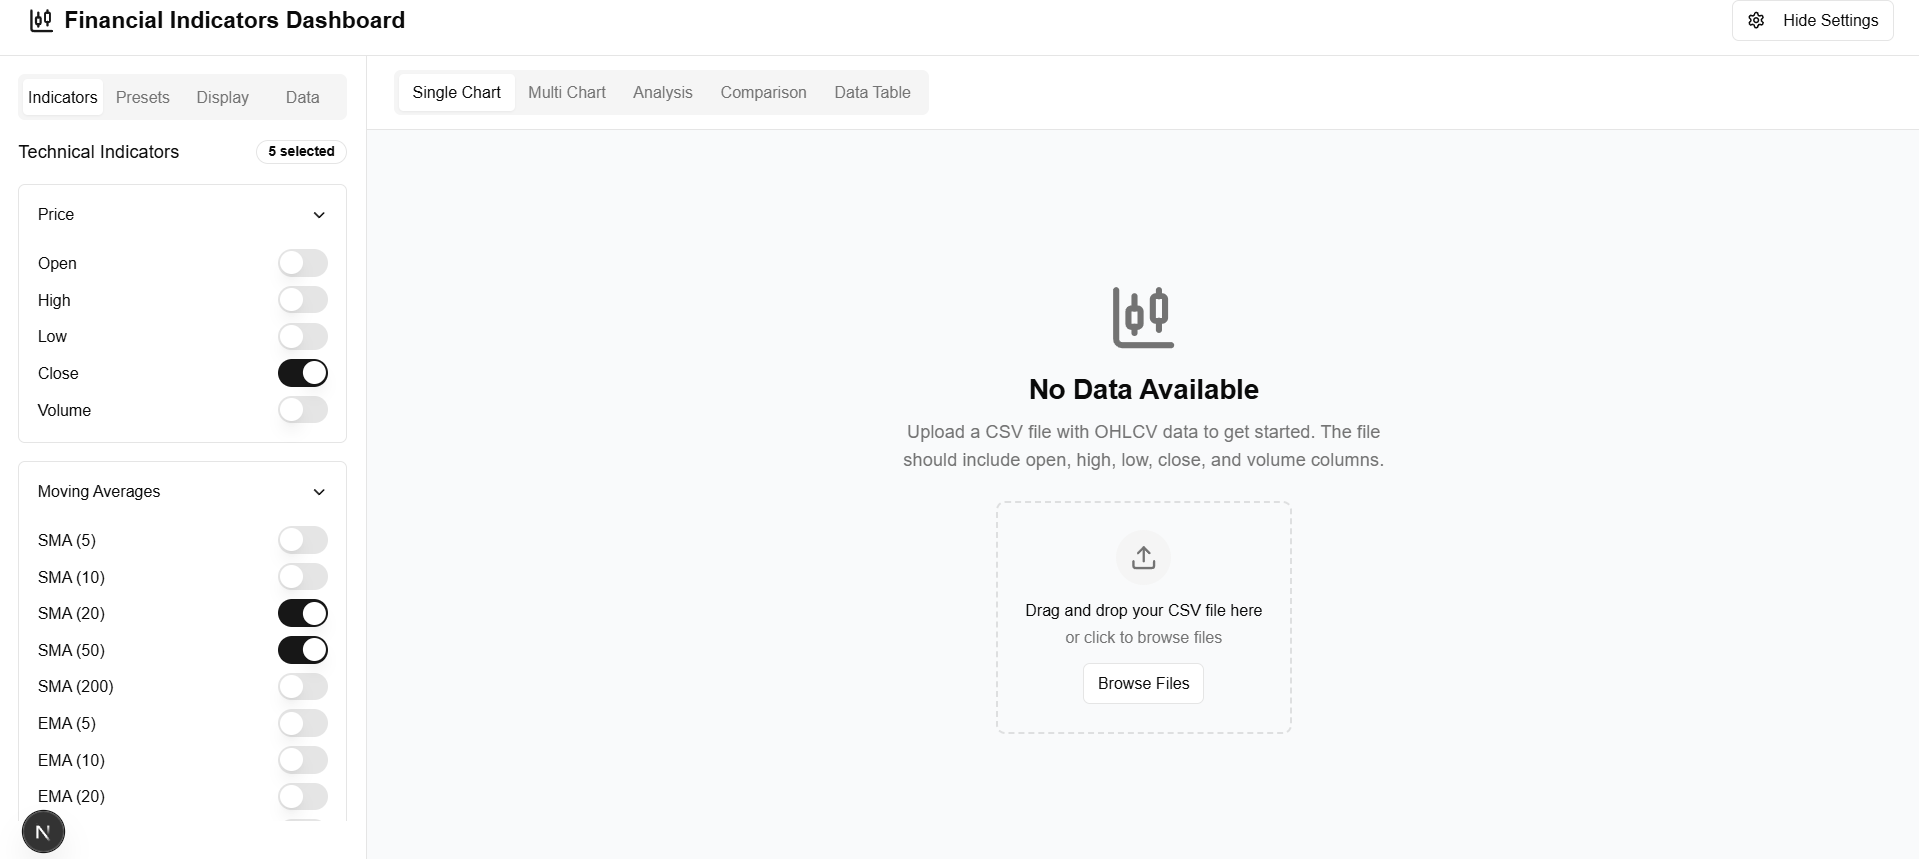 Financial Indicators Dashboard
Hide Settings
Indicators Presets Display Data
Technical Indicators
5 selected
Price
Open
High
Low
Close
Volume
Moving Averages
SMA (5)
SMA (10)
SMA (20)
SMA (50)
SMA (200)
EMA (5)
EMA (10)
EMA (20)
N
Single Chart Multi Chart Analysis Comparison Data Table
No Data Available
Upload a CSV file with OHLCV data to get started. The file
should include open, high, low, close, and volume columns.
Drag and drop your CSV file here
or click to browse files
Browse Files